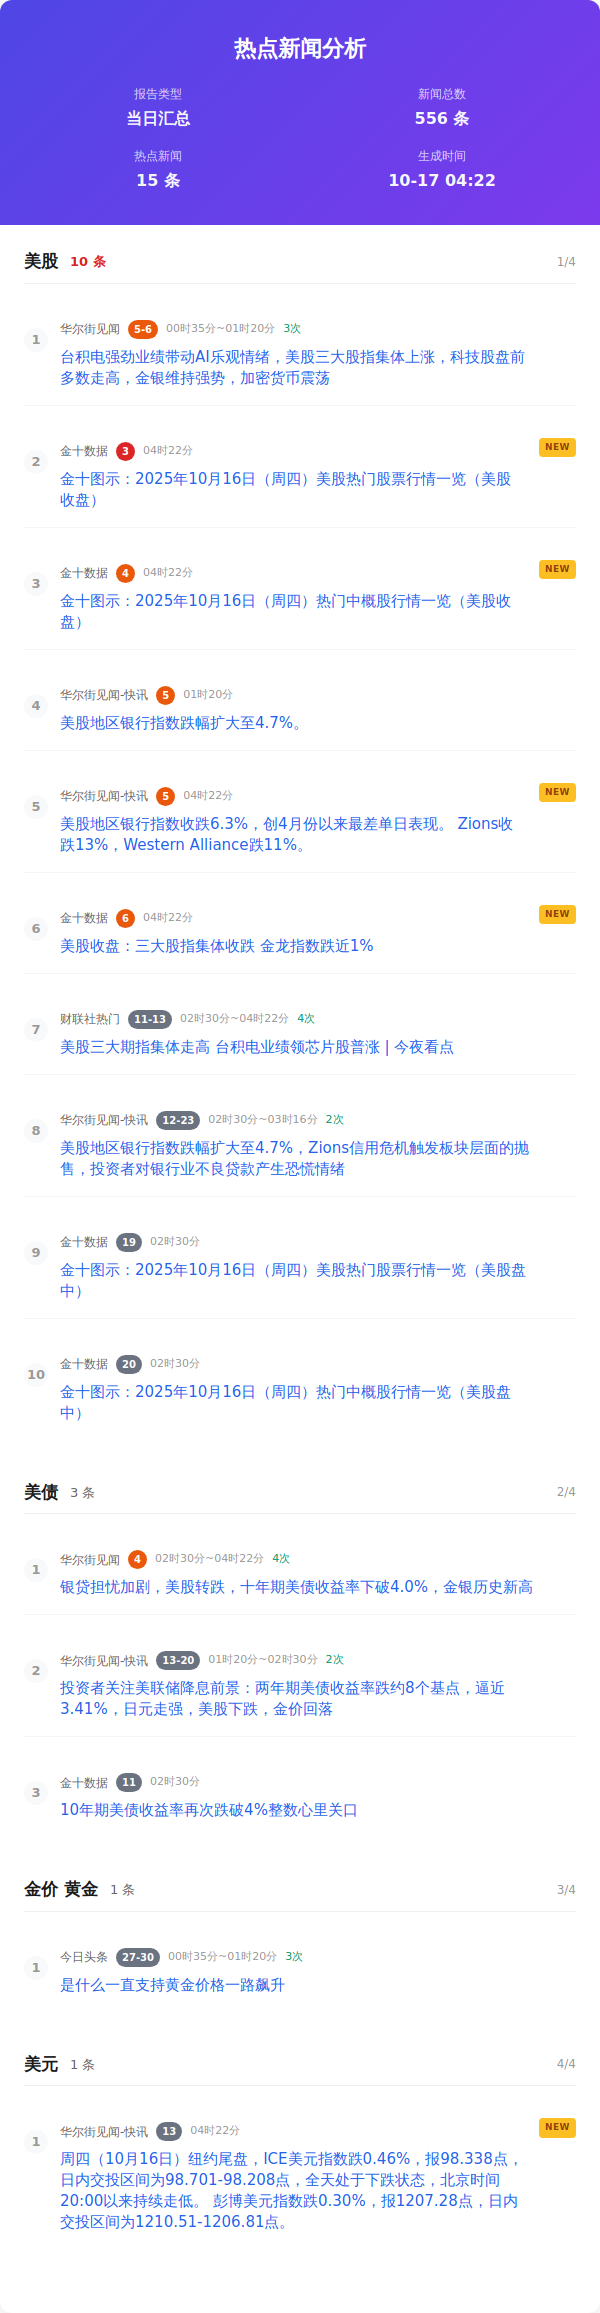 热点新闻分析
报告类型
新闻总数
当日汇总
556 条
热点新闻
生成时间
15 条
10-17 04:22
美股 10 条 1/4
1 华尔街见闻 5-6 00时35分~01时20分 3次
台积电强劲业绩带动AI乐观情绪，美股三大股指集体上涨，科技股盘前
多数走高，金银维持强势，加密货币震荡
2 金十数据 3 04时22分 NEW
金十图示：2025年10月16日（周四）美股热门股票行情一览（美股
收盘）
3 金十数据 4 04时22分 NEW
金十图示：2025年10月16日（周四）热门中概股行情一览（美股收
盘）
4 华尔街见闻-快讯 5 01时20分
美股地区银行指数跌幅扩大至4.7%。
5 华尔街见闻-快讯 5 04时22分 NEW
美股地区银行指数收跌6.3%，创4月份以来最差单日表现。 Zions收
跌13%，Western Alliance跌11%。
6 金十数据 6 04时22分 NEW
美股收盘：三大股指集体收跌 金龙指数跌近1%
7 财联社热门 11-13 02时30分~04时22分 4次
美股三大期指集体走高 台积电业绩领芯片股普涨 | 今夜看点
8 华尔街见闻-快讯 12-23 02时30分~03时16分 2次
美股地区银行指数跌幅扩大至4.7%，Zions信用危机触发板块层面的抛
售，投资者对银行业不良贷款产生恐慌情绪
9 金十数据 19 02时30分
金十图示：2025年10月16日（周四）美股热门股票行情一览（美股盘
中）
10 金十数据 20 02时30分
金十图示：2025年10月16日（周四）热门中概股行情一览（美股盘
中）
美债 3 条 2/4
1 华尔街见闻 4 02时30分~04时22分 4次
银贷担忧加剧，美股转跌，十年期美债收益率下破4.0%，金银历史新高
2 华尔街见闻-快讯 13-20 01时20分~02时30分 2次
投资者关注美联储降息前景：两年期美债收益率跌约8个基点，逼近
3.41%，日元走强，美股下跌，金价回落
3 金十数据 11 02时30分
10年期美债收益率再次跌破4%整数心里关口
金价 黄金 1 条 3/4
1 今日头条 27-30 00时35分~01时20分 3次
是什么一直支持黄金价格一路飙升
美元 1 条 4/4
1 华尔街见闻-快讯 13 04时22分 NEW
周四（10月16日）纽约尾盘，ICE美元指数跌0.46%，报98.338点，
日内交投区间为98.701-98.208点，全天处于下跌状态，北京时间
20:00以来持续走低。 彭博美元指数跌0.30%，报1207.28点，日内
交投区间为1210.51-1206.81点。